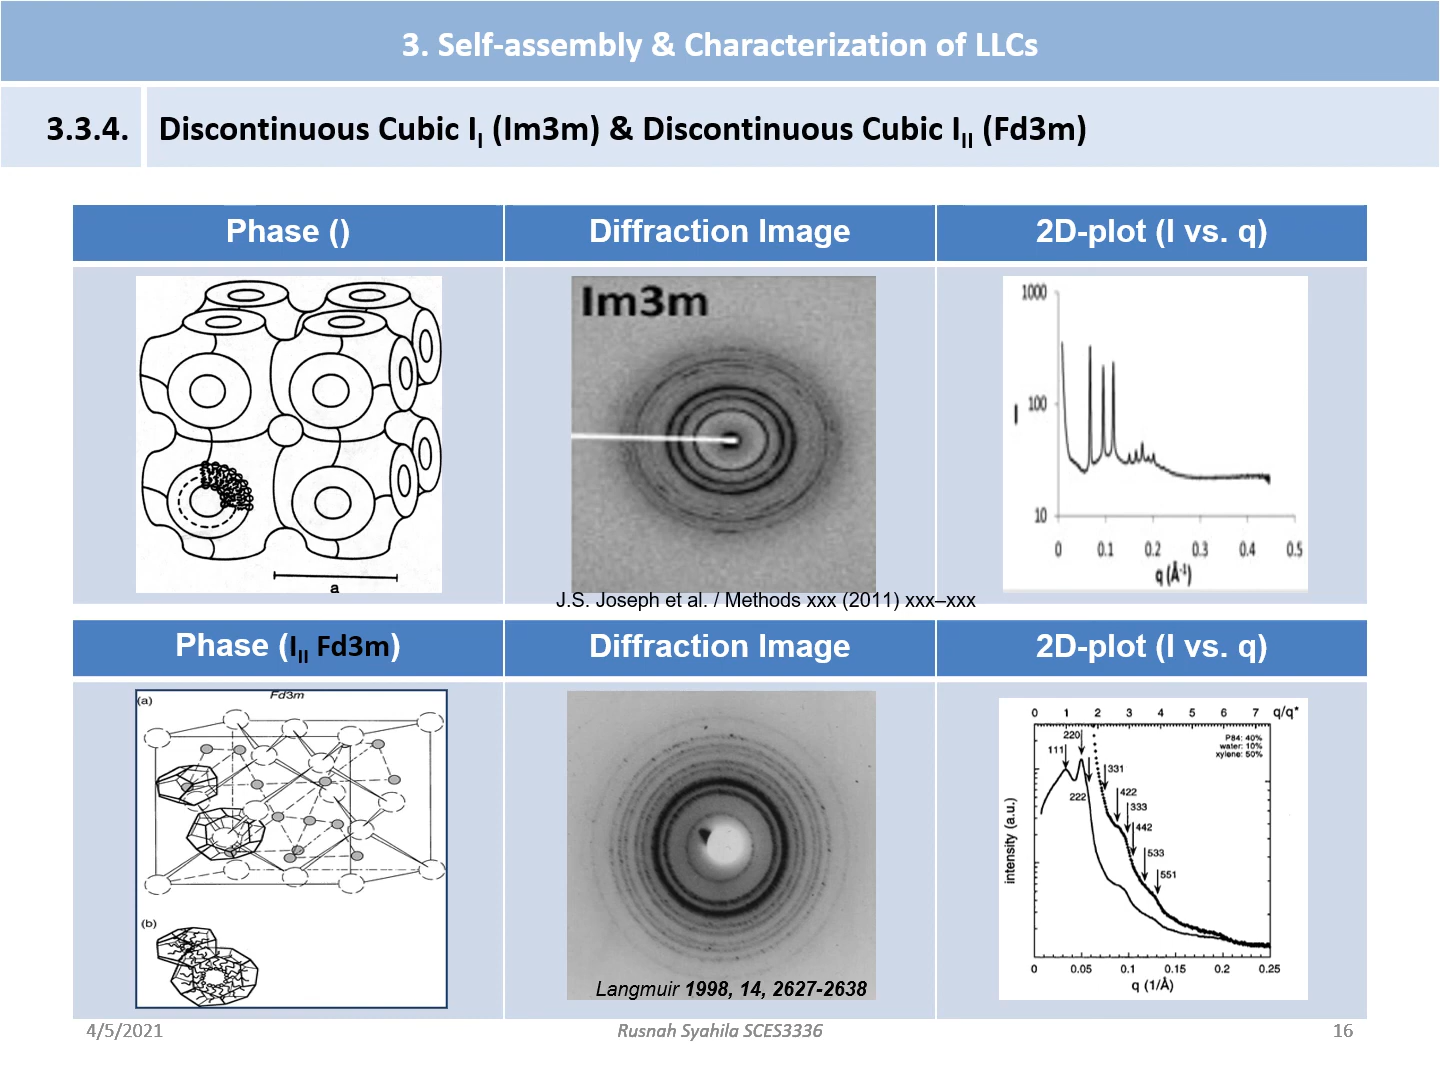 3. Self-assembly & Characterization of LLCs
3.3.4. Discontinuous Cubic I_I (Im3m) & Discontinuous Cubic I_II (Fd3m)
Phase () Diffraction Image 2D-plot (I vs. q)
a
Im3m
1000
100
10
I
0 0.1 0.2 0.3 0.4 0.5
q (Å⁻¹)
J.S. Joseph et al. / Methods xxx (2011) xxx–xxx
Phase (I_II Fd3m) Diffraction Image 2D-plot (I vs. q)
(a)
Fd3m
(b)
Langmuir 1998, 14, 2627-2638
0 1 2 3 4 5 6 7 q/q*
P84: 40%
water: 10%
xylene: 50%
220
111
331
222
422
333
442
533
551
intensity (a.u.)
0 0.05 0.1 0.15 0.2 0.25
q (1/Å)
4/5/2021 Rusnah Syahila SCES3336 16